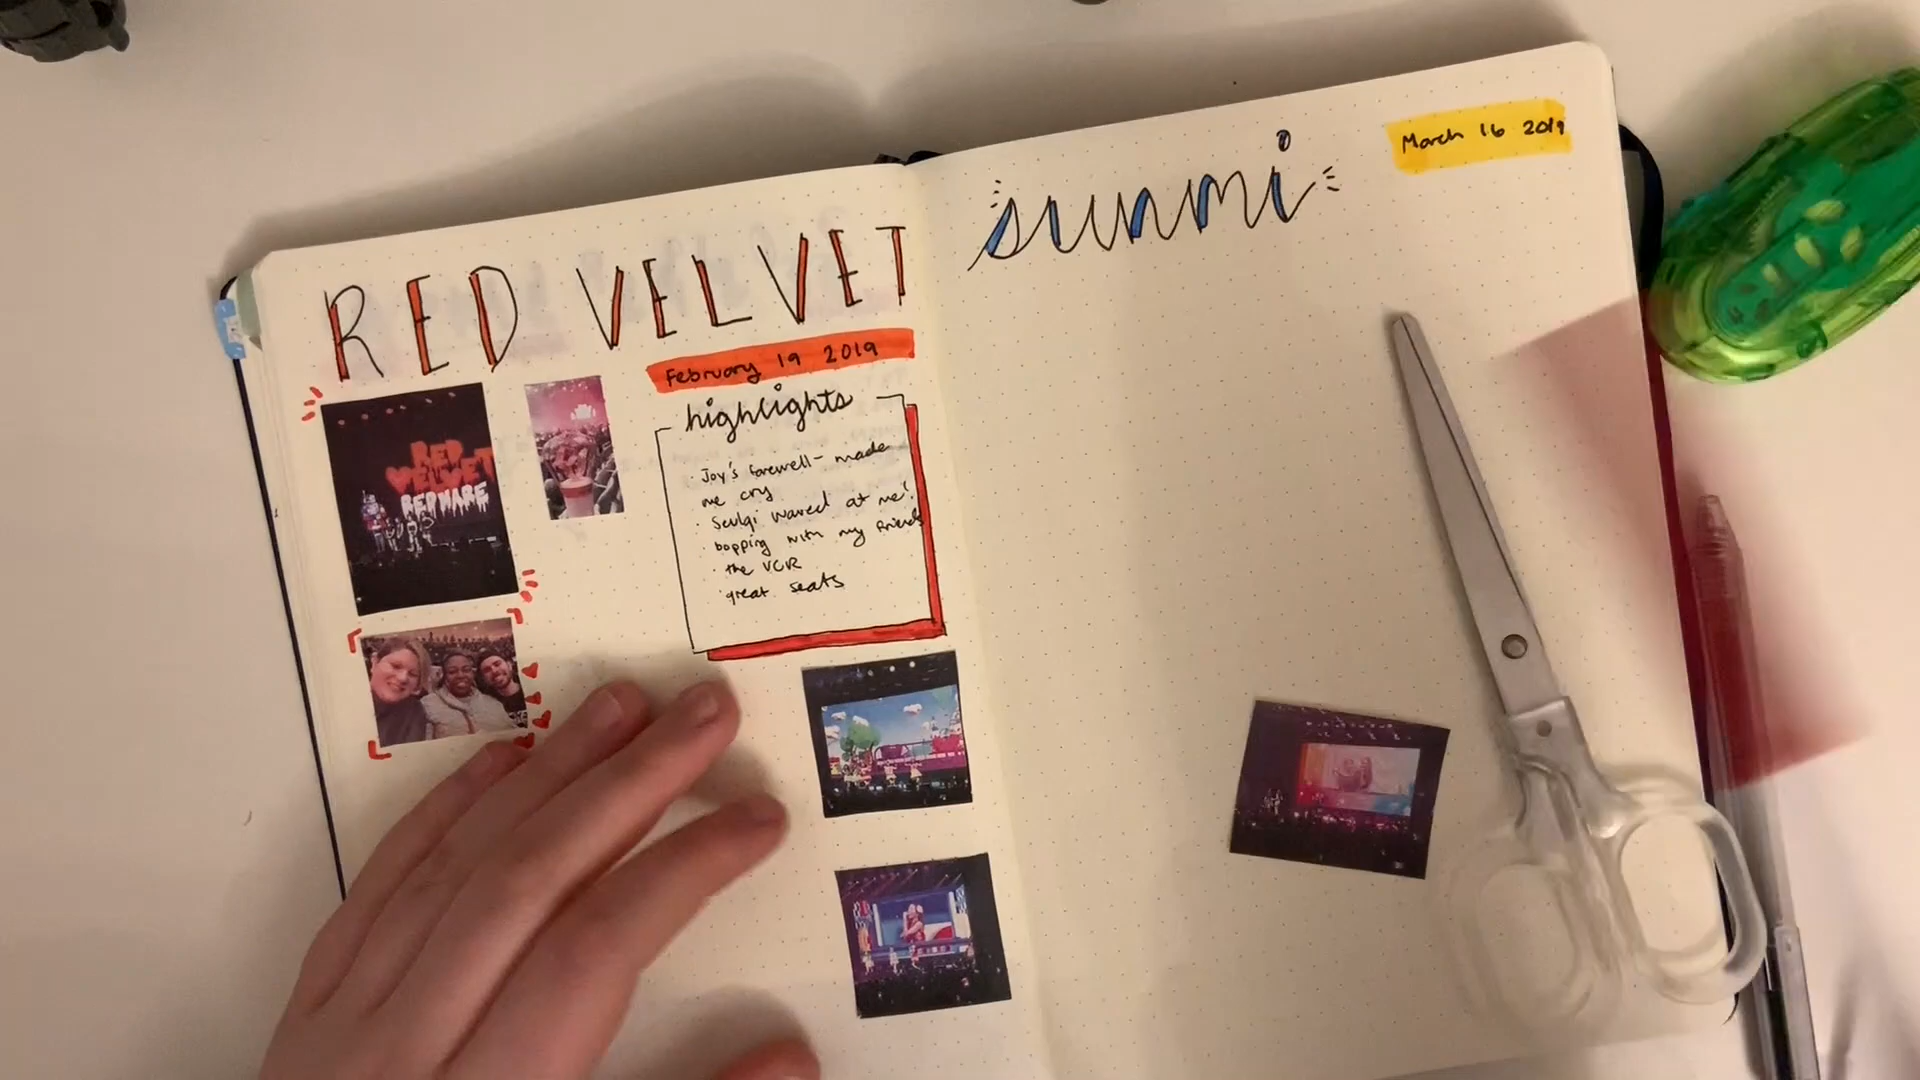 RED VELVET
February 19 2019
highlights
· Joy's farewell - made
me cry
· Seulgi waved at me!
· bopping with my friends
· the VCR
· great seats
RED
VELVET
REDMARE
sunmi
March 16 2019